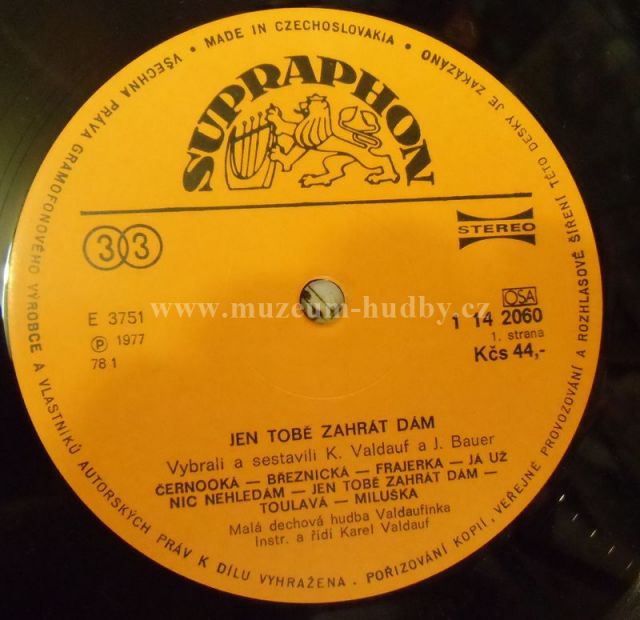 VŠECHNA PRÁVA GRAMOFONOVÉHO VÝROBCE A VLASTNÍKŮ AUTORSKÝCH PRÁV K DÍLU VYHRAŽENA. POŘIZOVÁNÍ KOPIÍ, VEŘEJNÉ PROVOZOVÁNÍ A ROZHLASOVÉ ŠÍŘENÍ TÉTO DESKY JE ZAKÁZÁNO • MADE IN CZECHOSLOVAKIA •
SUPRAPHON
33
STEREO
www.muzeum-hudby.cz
E 3751
Ⓟ 1977
78 1
OSA
1 14 2060
1. strana
Kčs 44,-
JEN TOBĚ ZAHRÁT DÁM
Vybrali a sestavili K. Valdauf a J. Bauer
ČERNOOKÁ — BŘEZNICKÁ — FRAJERKA — JÁ UŽ
NIC NEHLEDÁM — JEN TOBĚ ZAHRÁT DÁM —
TOULAVÁ — MILUŠKA
Malá dechová hudba Valdaufinka
Instr. a řídí Karel Valdauf